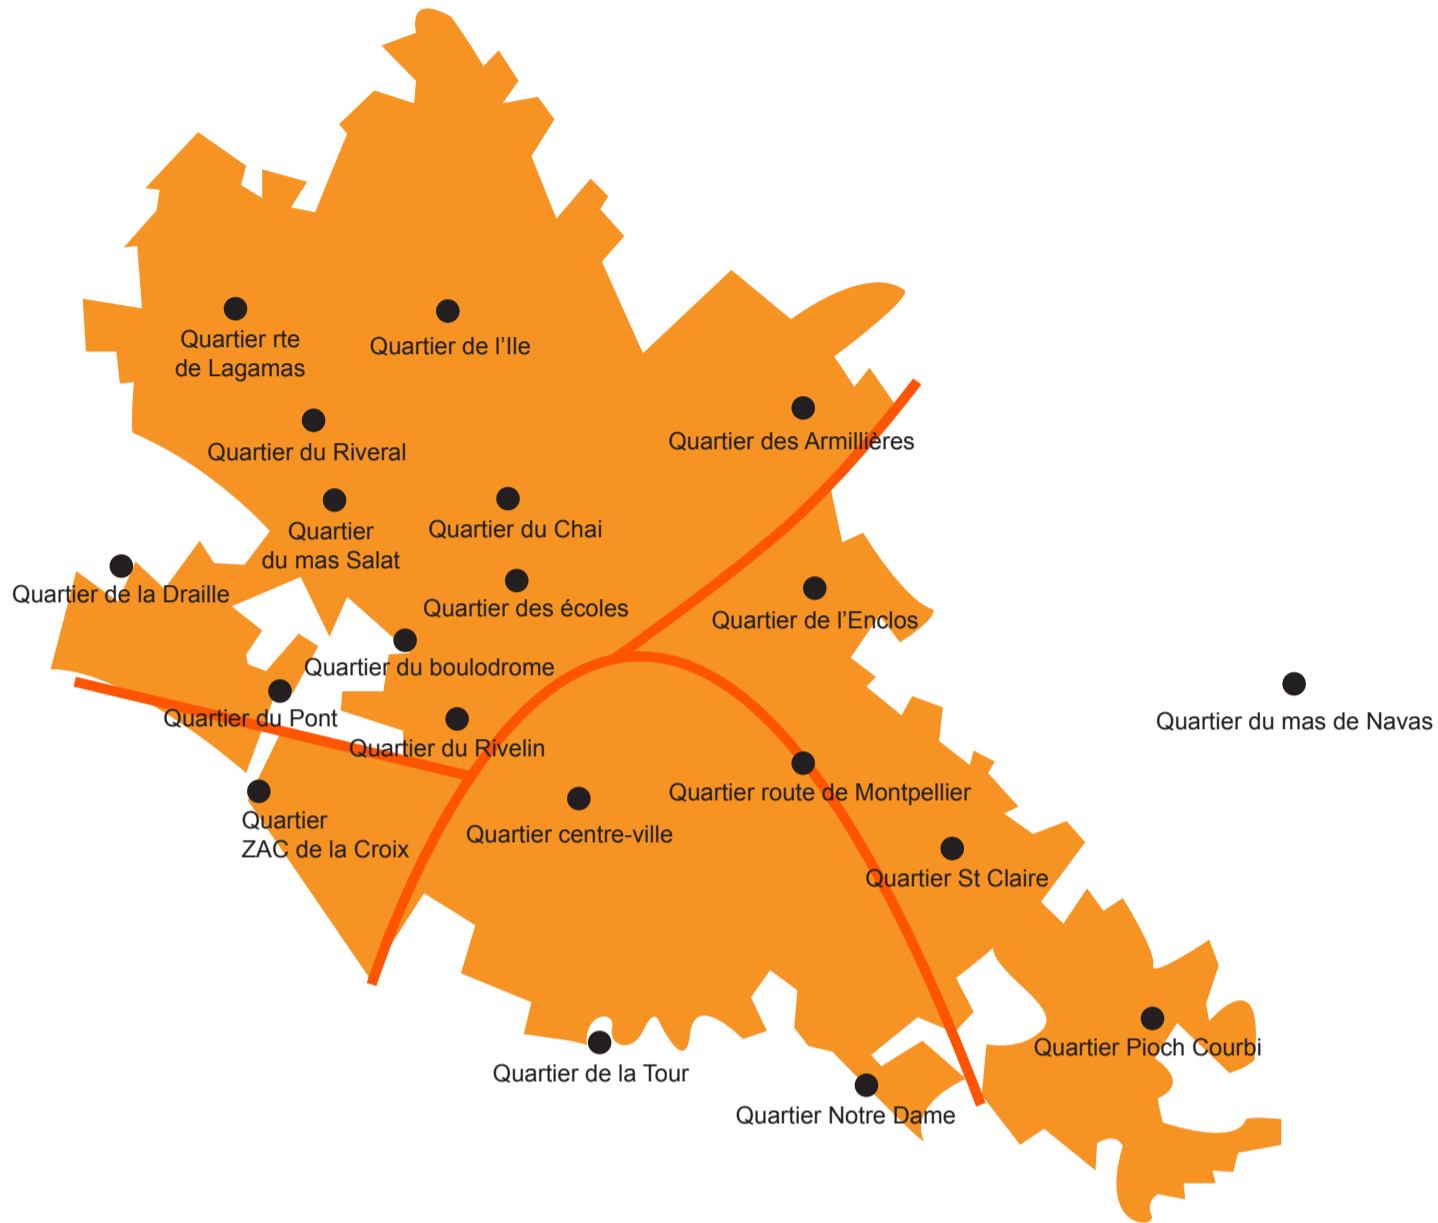 Quartier rte
de Lagamas
Quartier de l’Ile
Quartier du Riveral
Quartier des Armillières
Quartier
du mas Salat
Quartier du Chai
Quartier de la Draille
Quartier des écoles
Quartier de l’Enclos
Quartier du boulodrome
Quartier du Pont
Quartier du mas de Navas
Quartier du Rivelin
Quartier route de Montpellier
Quartier
ZAC de la Croix
Quartier centre-ville
Quartier St Claire
Quartier Pioch Courbi
Quartier de la Tour
Quartier Notre Dame